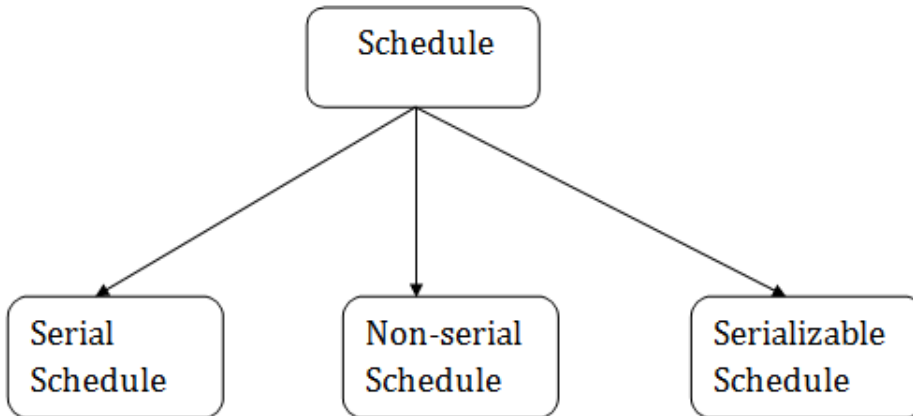 Schedule
Serial
Schedule
Non-serial
Schedule
Serializable
Schedule